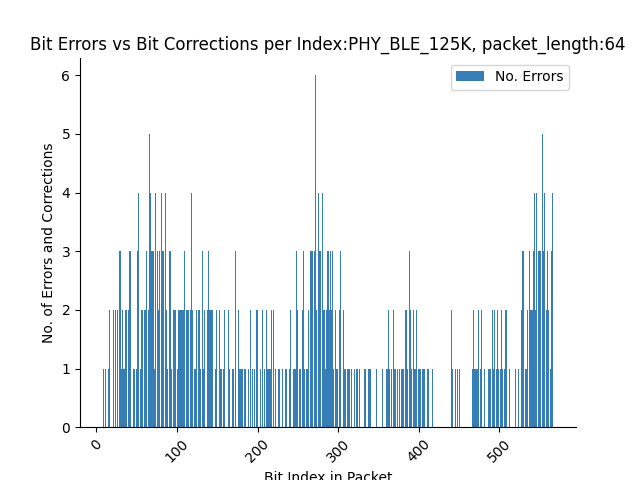 Bit Errors vs Bit Corrections per Index:PHY_BLE_125K, packet_length:64
No. Errors
No. of Errors and Corrections
6
5
4
3
2
1
0
0 100 200 300 400 500
Bit Index in Packet